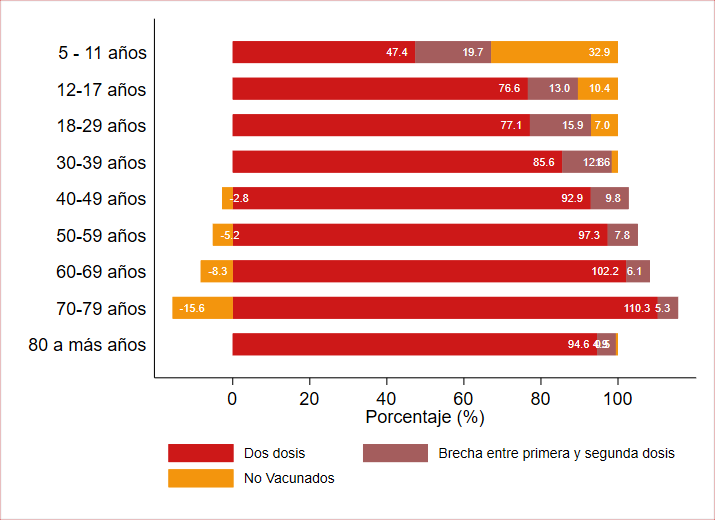 5 - 11 años 47.4 19.7 32.9
12-17 años 76.6 13.0 10.4
18-29 años 77.1 15.9 7.0
30-39 años 85.6
40-49 años -2.8 92.9 9.8
50-59 años -5.2 97.3 7.8
60-69 años -8.3 102.2 6.1
70-79 años -15.6 110.3 5.3
80 a más años 94.6
0 20 40 60 80 100
Porcentaje (%)
Dos dosis Brecha entre primera y segunda dosis
No Vacunados